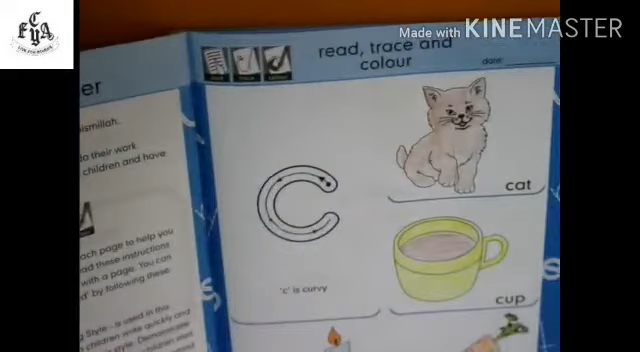 C
F Y A
Made with KINEMASTER
er
ismillah.
to their work
children and have
ach page to help you
ad these instructions
with a page. You can
d' by following these
g Style - is used in this
children write quickly and
read, trace and
colour
date:
cat
'c' is curvy
cup